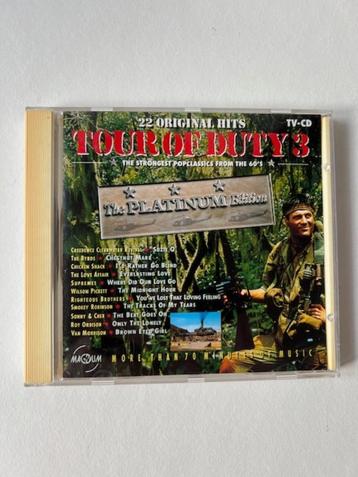 22 ORIGINAL HITS TV-CD
TOUR OF DUTY 3
THE STRONGEST POPCLASSICS FROM THE 60'S
The PLATINUM Edition
CREEDENCE CLEARWATER REVIVAL • SUZIE Q
THE BYRDS • CHESTNUT MARE
CHICKEN SHACK • I'D RATHER GO BLIND
THE LOVE AFFAIR • EVERLASTING LOVE
SUPREMES • WHERE DID OUR LOVE GO
WILSON PICKETT • THE MIDNIGHT HOUR
RIGHTEOUS BROTHERS • YOU'VE LOST THAT LOVING FEELING
SMOKEY ROBINSON • THE TRACKS OF MY TEARS
SONNY & CHER • THE BEAT GOES ON
ROY ORBISON • ONLY THE LONELY
VAN MORRISON • BROWN EYED GIRL
MAGNUM
MORE THAN 70 MINUTES OF MUSIC